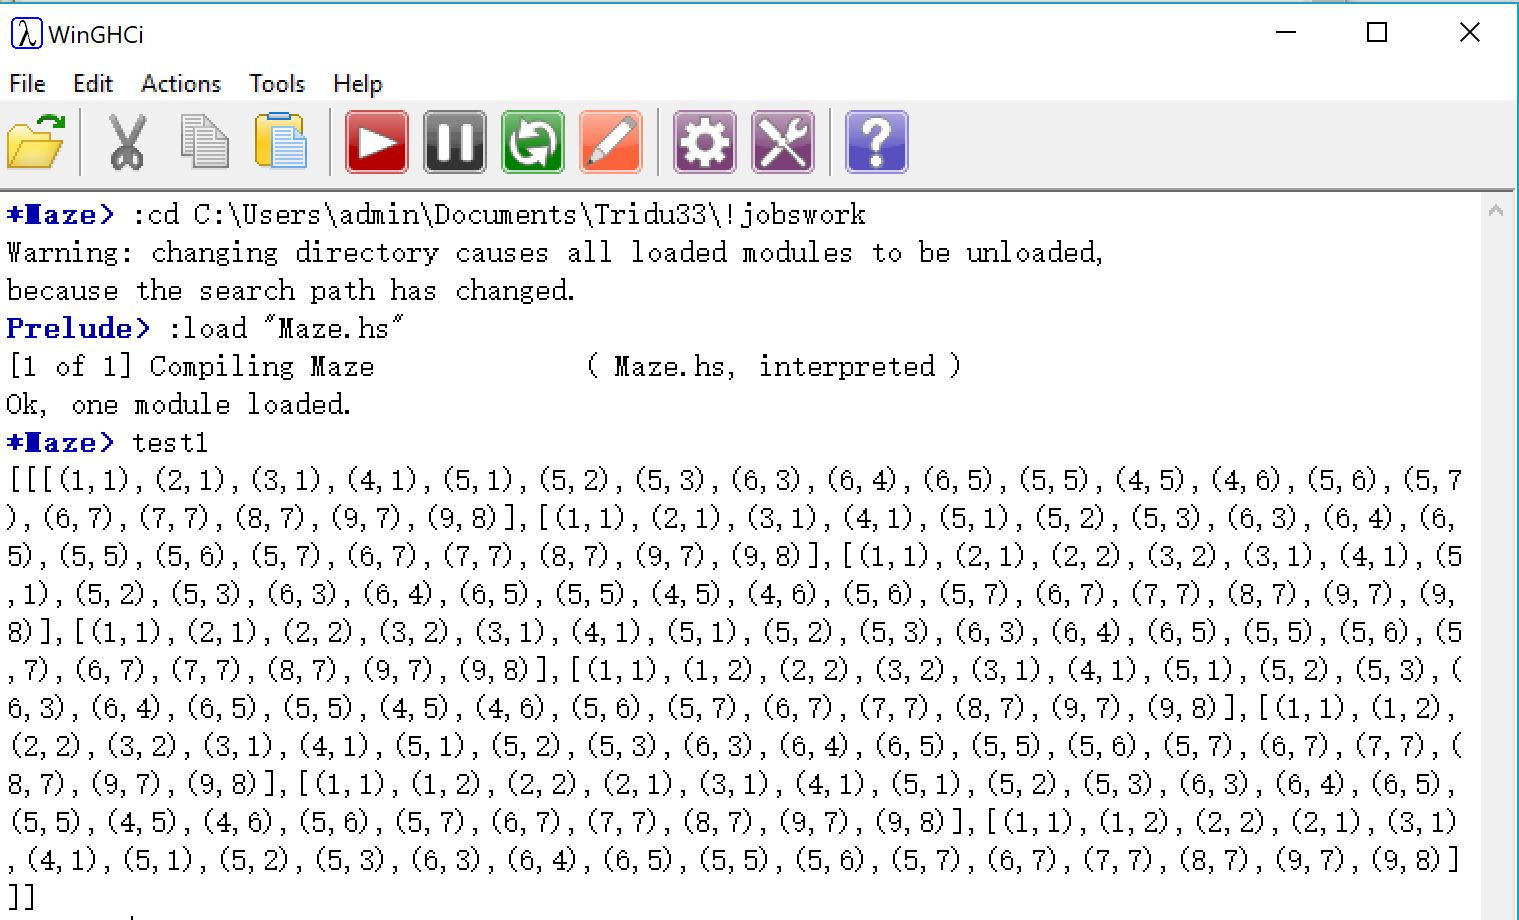 WinGHCi
File Edit Actions Tools Help
*Maze> :cd C:\Users\admin\Documents\Tridu33\!jobswork
Warning: changing directory causes all loaded modules to be unloaded,
because the search path has changed.
Prelude> :load "Maze.hs"
[1 of 1] Compiling Maze             ( Maze.hs, interpreted )
Ok, one module loaded.
*Maze> test1
[[[(1,1),(2,1),(3,1),(4,1),(5,1),(5,2),(5,3),(6,3),(6,4),(6,5),(5,5),(4,5),(4,6),(5,6),(5,7
),(6,7),(7,7),(8,7),(9,7),(9,8)],[(1,1),(2,1),(3,1),(4,1),(5,1),(5,2),(5,3),(6,3),(6,4),(6,
5),(5,5),(5,6),(5,7),(6,7),(7,7),(8,7),(9,7),(9,8)],[(1,1),(2,1),(2,2),(3,2),(3,1),(4,1),(5
,1),(5,2),(5,3),(6,3),(6,4),(6,5),(5,5),(4,5),(4,6),(5,6),(5,7),(6,7),(7,7),(8,7),(9,7),(9,
8)],[(1,1),(2,1),(2,2),(3,2),(3,1),(4,1),(5,1),(5,2),(5,3),(6,3),(6,4),(6,5),(5,5),(5,6),(5
,7),(6,7),(7,7),(8,7),(9,7),(9,8)],[(1,1),(1,2),(2,2),(3,2),(3,1),(4,1),(5,1),(5,2),(5,3),(
6,3),(6,4),(6,5),(5,5),(4,5),(4,6),(5,6),(5,7),(6,7),(7,7),(8,7),(9,7),(9,8)],[(1,1),(1,2),
(2,2),(3,2),(3,1),(4,1),(5,1),(5,2),(5,3),(6,3),(6,4),(6,5),(5,5),(5,6),(5,7),(6,7),(7,7),(
8,7),(9,7),(9,8)],[(1,1),(1,2),(2,2),(2,1),(3,1),(4,1),(5,1),(5,2),(5,3),(6,3),(6,4),(6,5),
(5,5),(4,5),(4,6),(5,6),(5,7),(6,7),(7,7),(8,7),(9,7),(9,8)],[(1,1),(1,2),(2,2),(2,1),(3,1)
,(4,1),(5,1),(5,2),(5,3),(6,3),(6,4),(6,5),(5,5),(5,6),(5,7),(6,7),(7,7),(8,7),(9,7),(9,8)]
]]